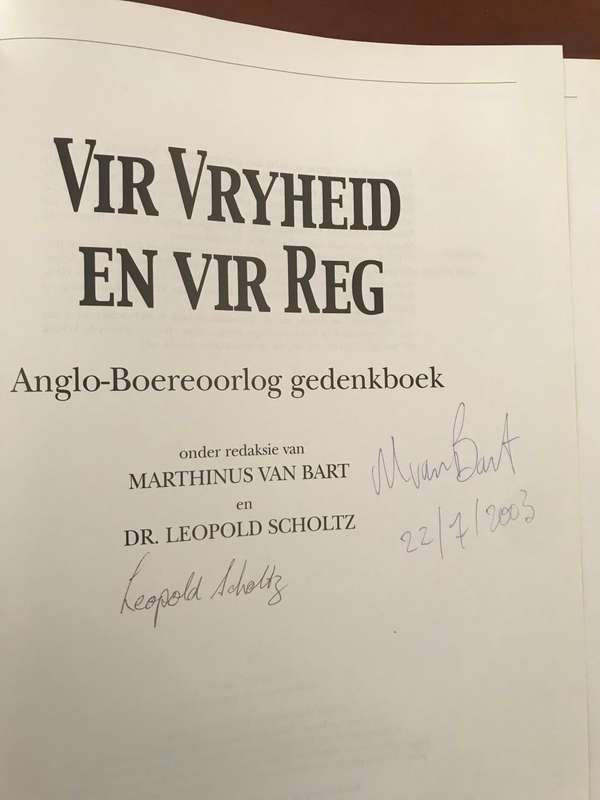 VIR VRYHEID
EN VIR REG
Anglo-Boereoorlog gedenkboek
onder redaksie van
MARTHINUS VAN BART
en
DR. LEOPOLD SCHOLTZ
M van Bart
22/7/2003
Leopold Scholtz